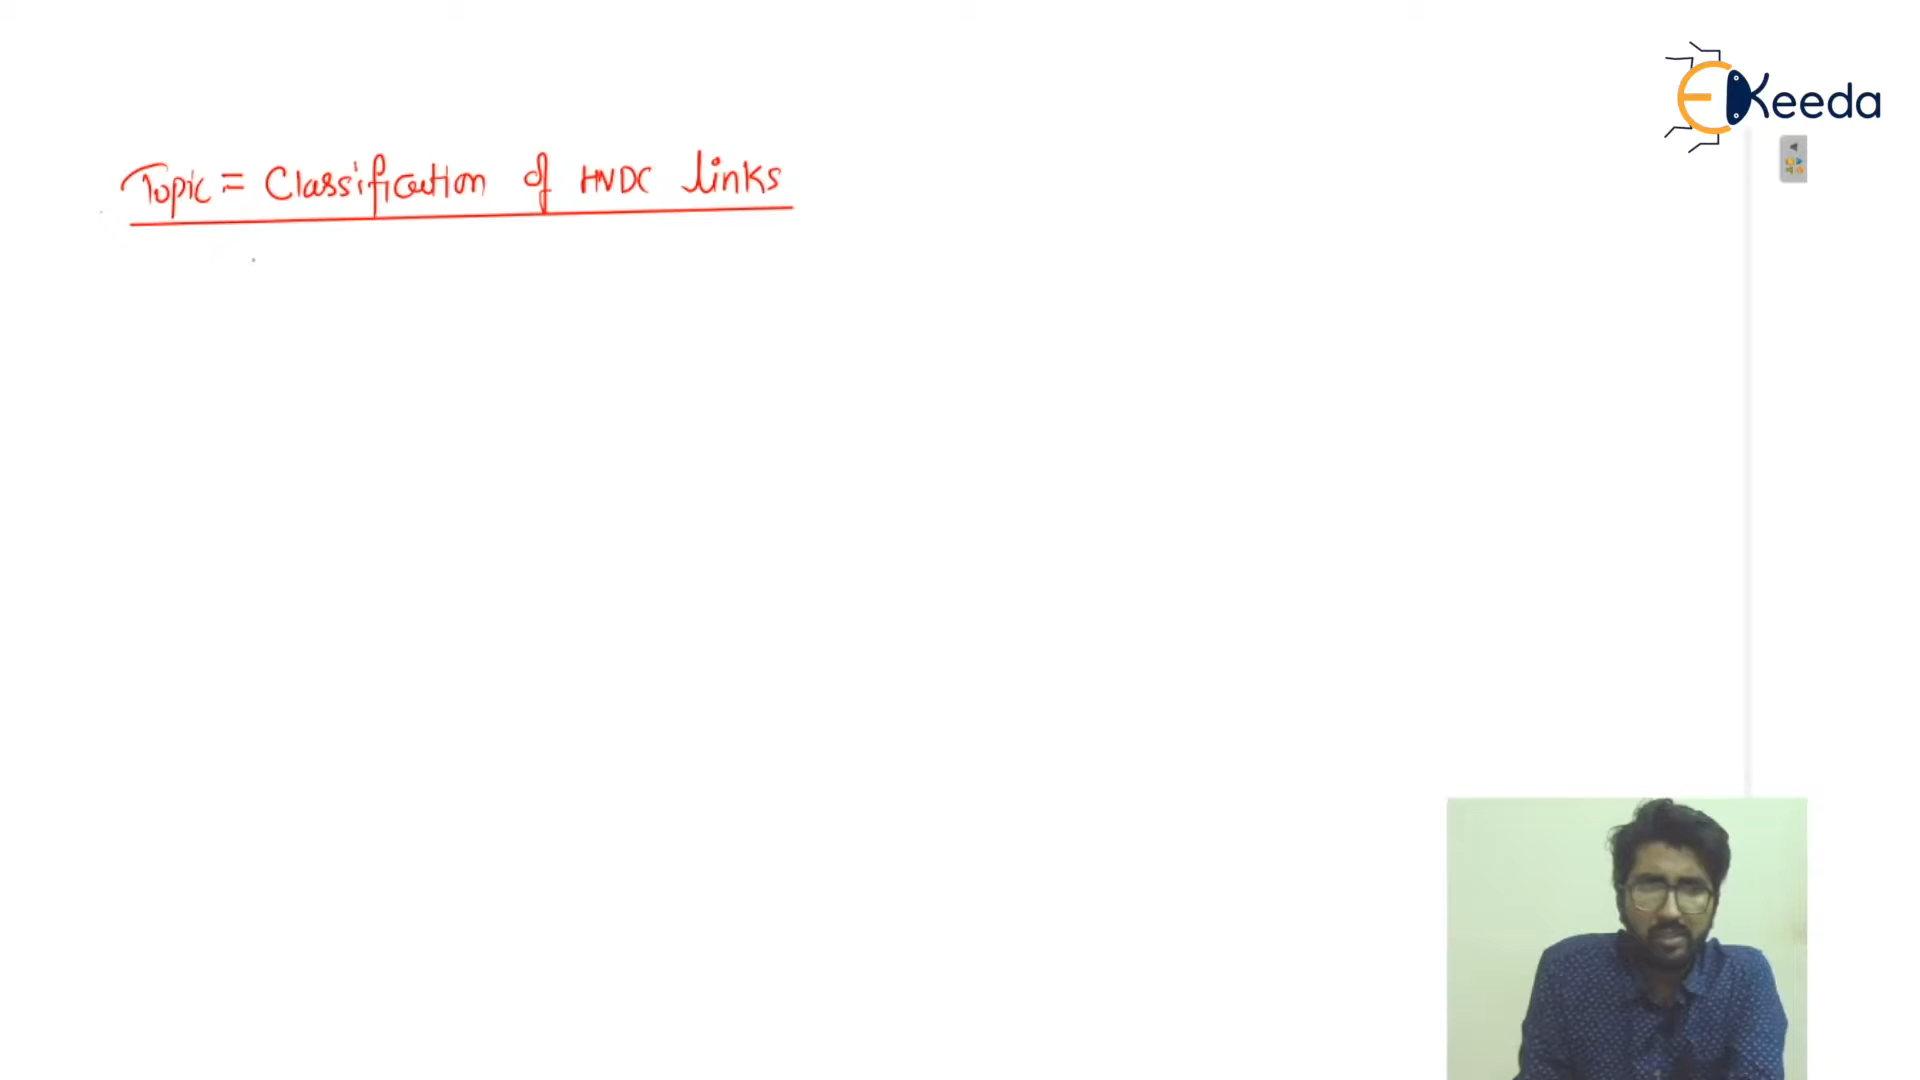 EKeeda
Topic = Classification of HVDC links